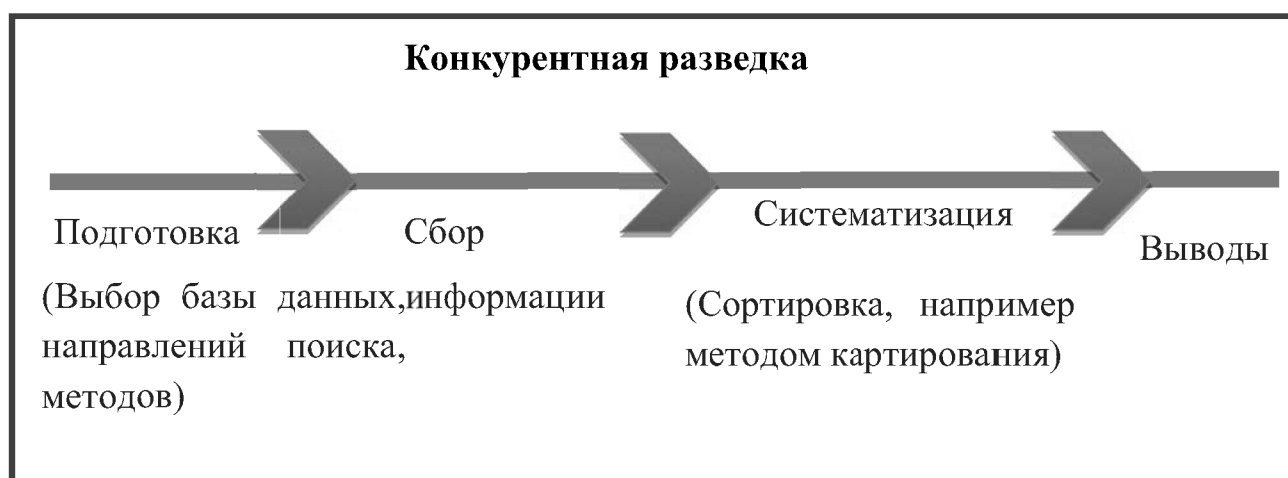 Конкурентная разведка
Подготовка
(Выбор базы данных,
направлений поиска,
методов)
Сбор
информации
Систематизация
(Сортировка, например
методом картирования)
Выводы